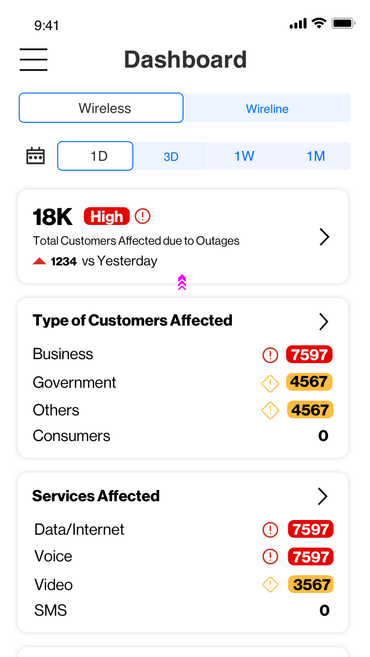 9:41
Dashboard
Wireless Wireline
1D 3D 1W 1M
18K High
Total Customers Affected due to Outages
1234 vs Yesterday
Type of Customers Affected
Business 7597
Government 4567
Others 4567
Consumers 0
Services Affected
Data/Internet 7597
Voice 7597
Video 3567
SMS 0